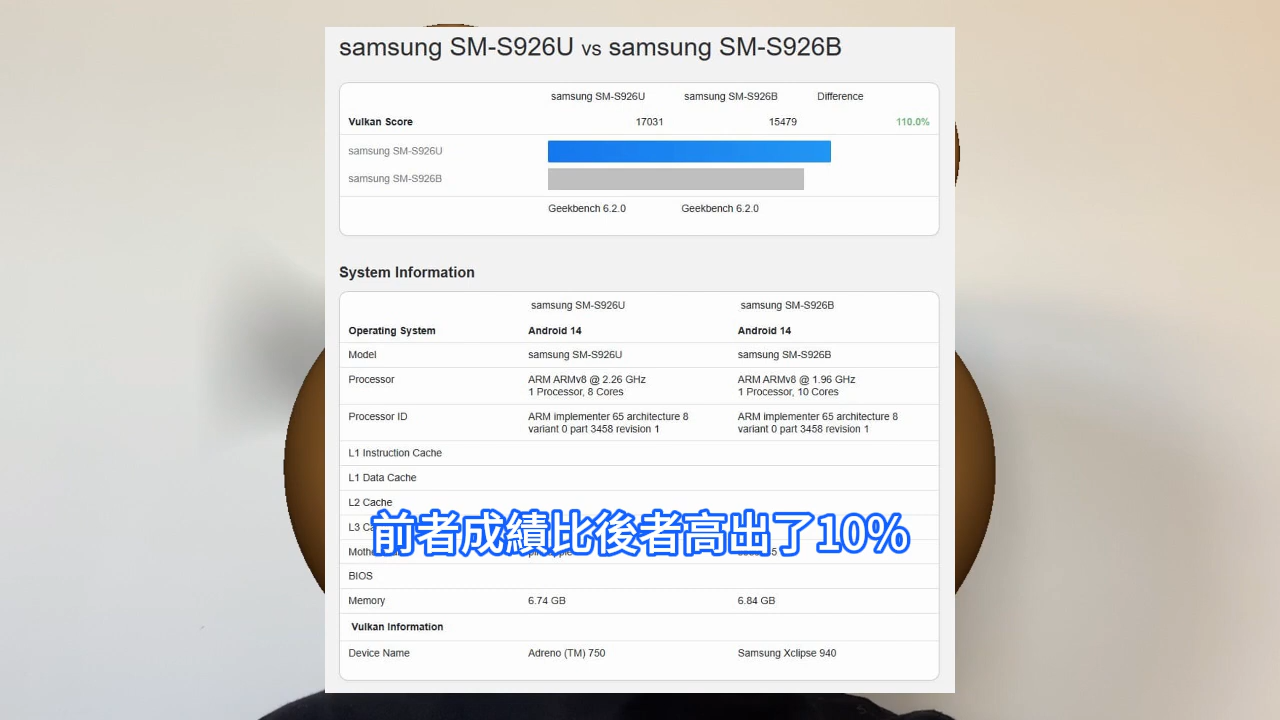 samsung SM-S926U vs samsung SM-S926B
samsung SM-S926U samsung SM-S926B Difference
Vulkan Score 17031 15479 110.0%
samsung SM-S926U
samsung SM-S926B
Geekbench 6.2.0 Geekbench 6.2.0
System Information
samsung SM-S926U samsung SM-S926B
Operating System Android 14 Android 14
Model samsung SM-S926U samsung SM-S926B
Processor ARM ARMv8 @ 2.26 GHz ARM ARMv8 @ 1.96 GHz
1 Processor, 8 Cores 1 Processor, 10 Cores
Processor ID ARM implementer 65 architecture 8 ARM implementer 65 architecture 8
variant 0 part 3458 revision 1 variant 0 part 3458 revision 1
L1 Instruction Cache
L1 Data Cache
L2 Cache
L3
前者成績比後者高出了10%
BIOS
Memory 6.74 GB 6.84 GB
Vulkan Information
Device Name Adreno (TM) 750 Samsung Xclipse 940